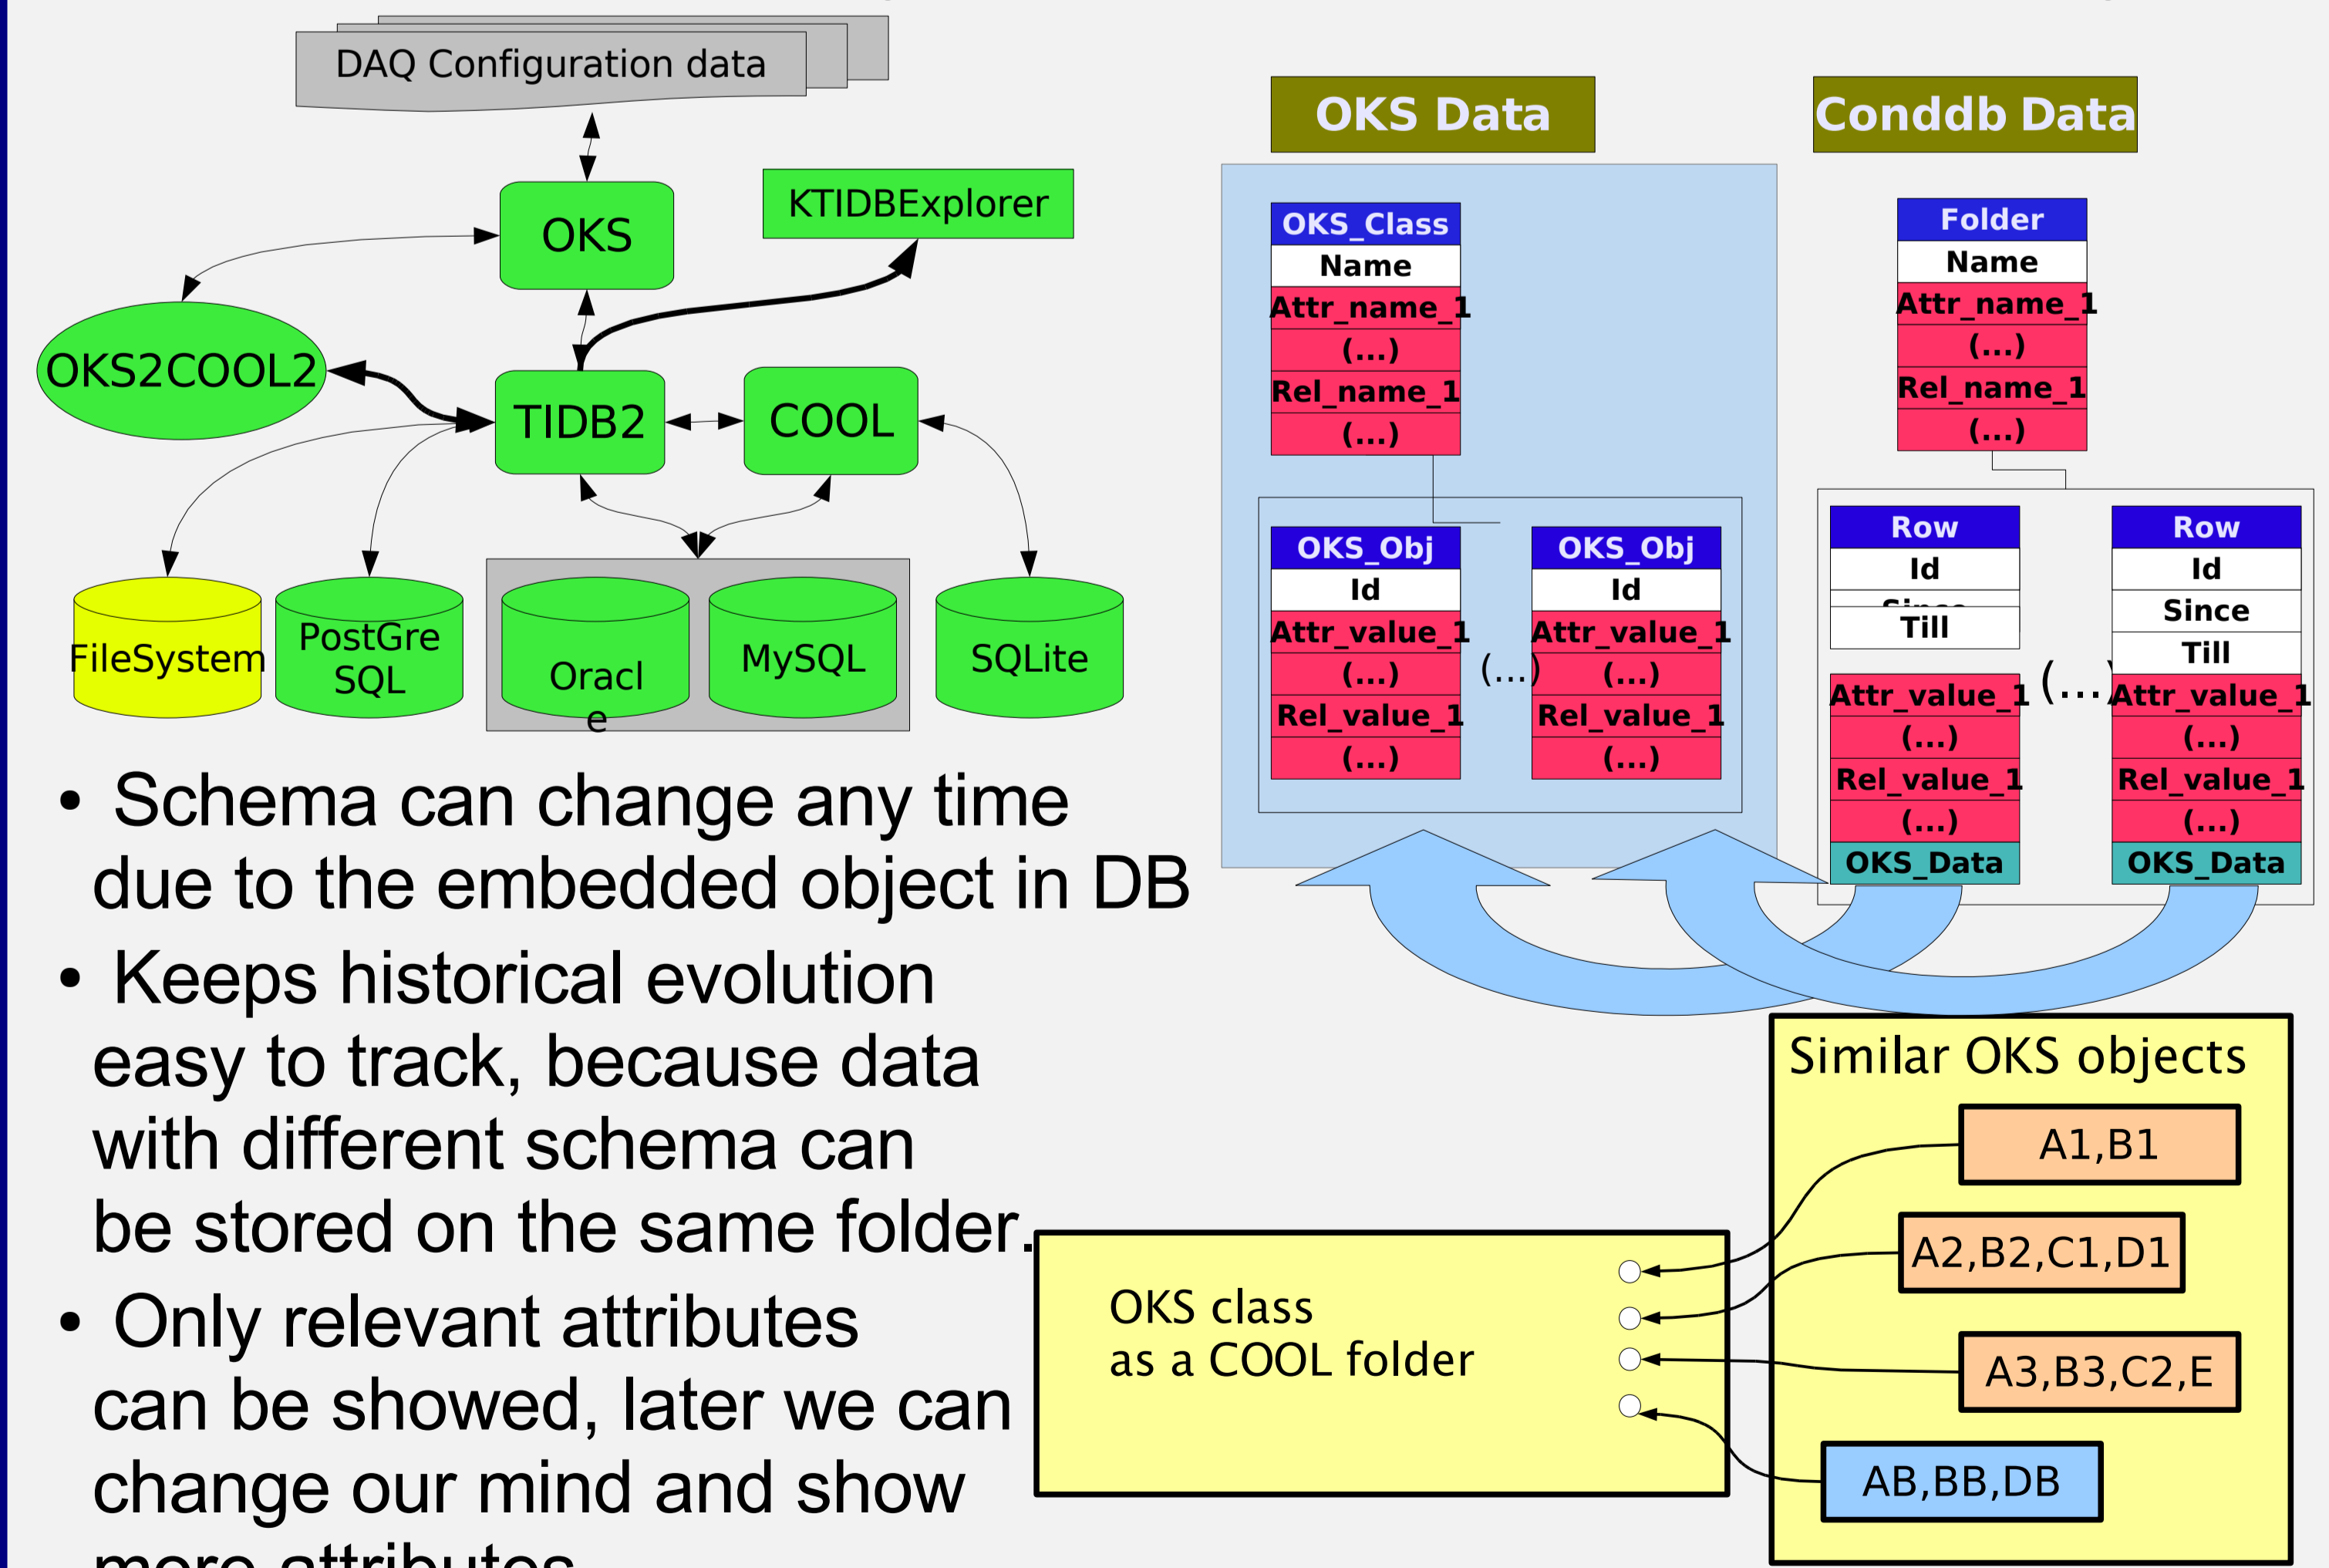 DAQ Configuration data
OKS
KTIDBExplorer
OKS2COOL2
TIDB2
COOL
FileSystem
PostGre
SQL
Oracl
e
MySQL
SQLite
OKS Data
Conddb Data
OKS_Class
Name
Attr_name_1
(...)
Rel_name_1
(...)
OKS_Obj
Id
Attr_value_1
(...)
Rel_value_1
(...)
(...)
OKS_Obj
Id
Attr_value_1
(...)
Rel_value_1
(...)
Folder
Name
Attr_name_1
(...)
Rel_name_1
(...)
Row
Id
Since
Till
Attr_value_1
(...)
Rel_value_1
(...)
OKS_Data
(...)
Row
Id
Since
Till
Attr_value_1
(...)
Rel_value_1
(...)
OKS_Data
• Schema can change any time
due to the embedded object in DB
• Keeps historical evolution
easy to track, because data
with different schema can
be stored on the same folder.
• Only relevant attributes
can be showed, later we can
change our mind and show
more attributes
OKS class
as a COOL folder
Similar OKS objects
A1,B1
A2,B2,C1,D1
A3,B3,C2,E
AB,BB,DB